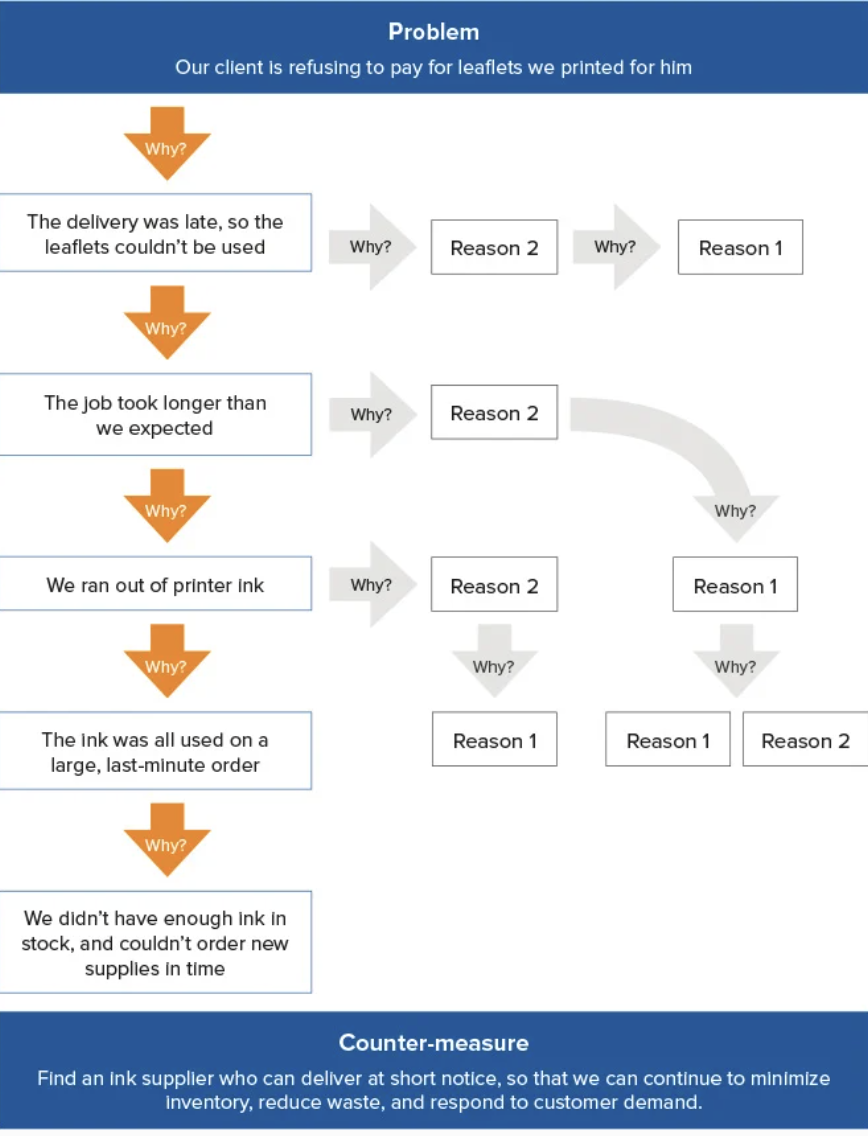 Problem
Our client is refusing to pay for leaflets we printed for him
Why?
The delivery was late, so the
leaflets couldn’t be used
Why?
Reason 2
Why?
Reason 1
Why?
The job took longer than
we expected
Why?
Reason 2
Why?
Why?
We ran out of printer ink
Why?
Reason 2
Reason 1
Why?
Why?
Why?
The ink was all used on a
large, last-minute order
Reason 1
Reason 1
Reason 2
Why?
We didn’t have enough ink in
stock, and couldn’t order new
supplies in time
Counter-measure
Find an ink supplier who can deliver at short notice, so that we can continue to minimize
inventory, reduce waste, and respond to customer demand.